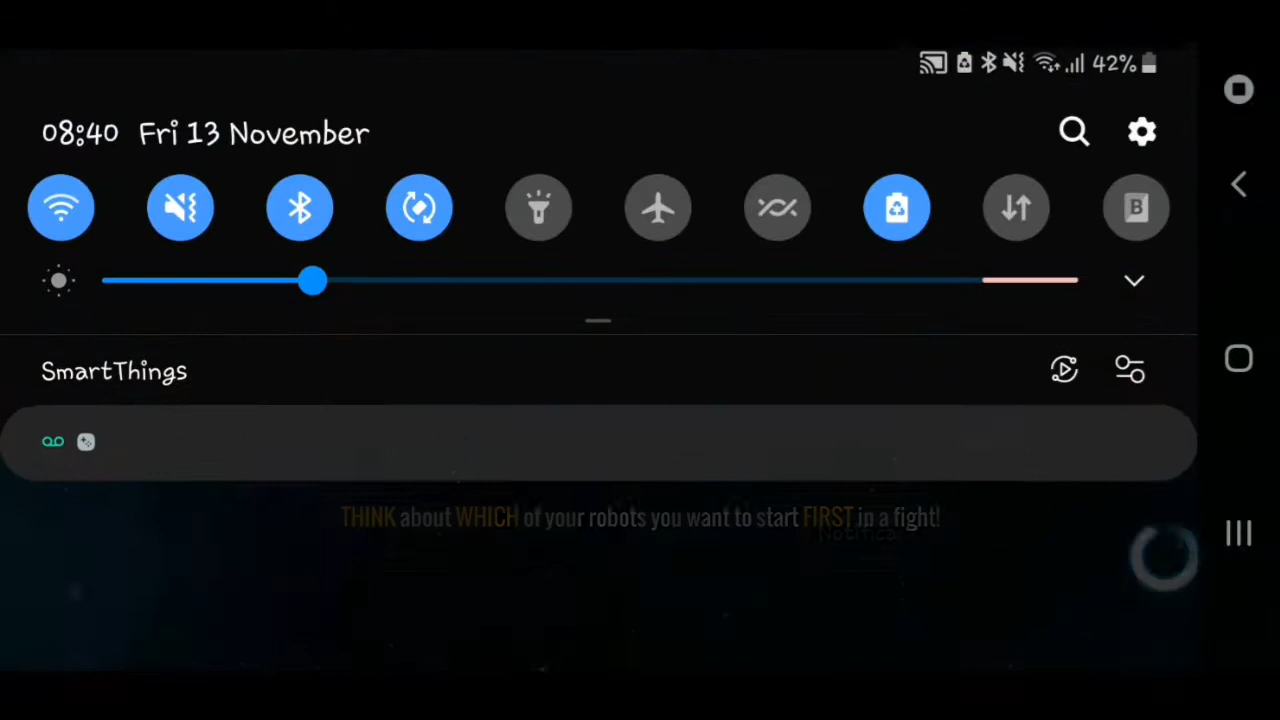 42%
08:40 Fri 13 November
B
SmartThings
THINK about WHICH of your robots you want to start FIRST in a fight!